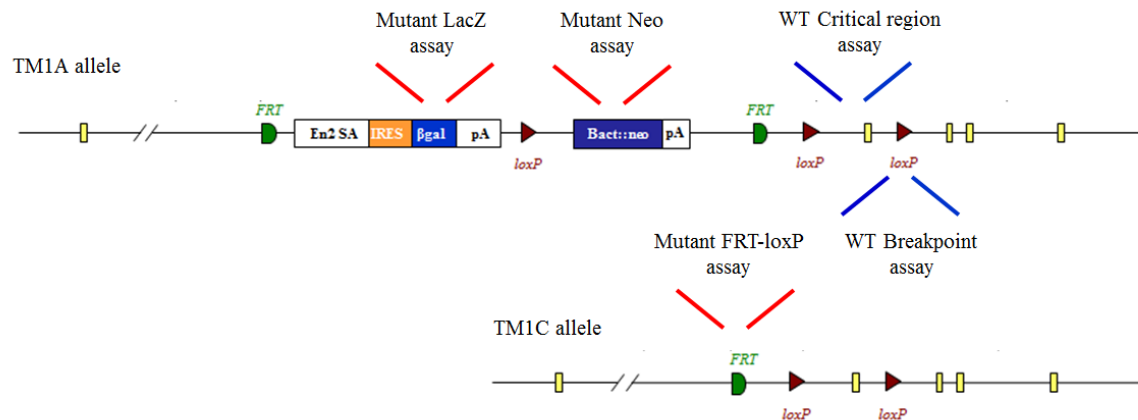 Mutant LacZ
assay
Mutant Neo
assay
WT Critical region
assay
TM1A allele
FRT
FRT
En2 SA IRES βgal pA
Bact::neo pA
loxP
loxP
loxP
Mutant FRT-loxP
assay
WT Breakpoint
assay
TM1C allele
FRT
loxP
loxP